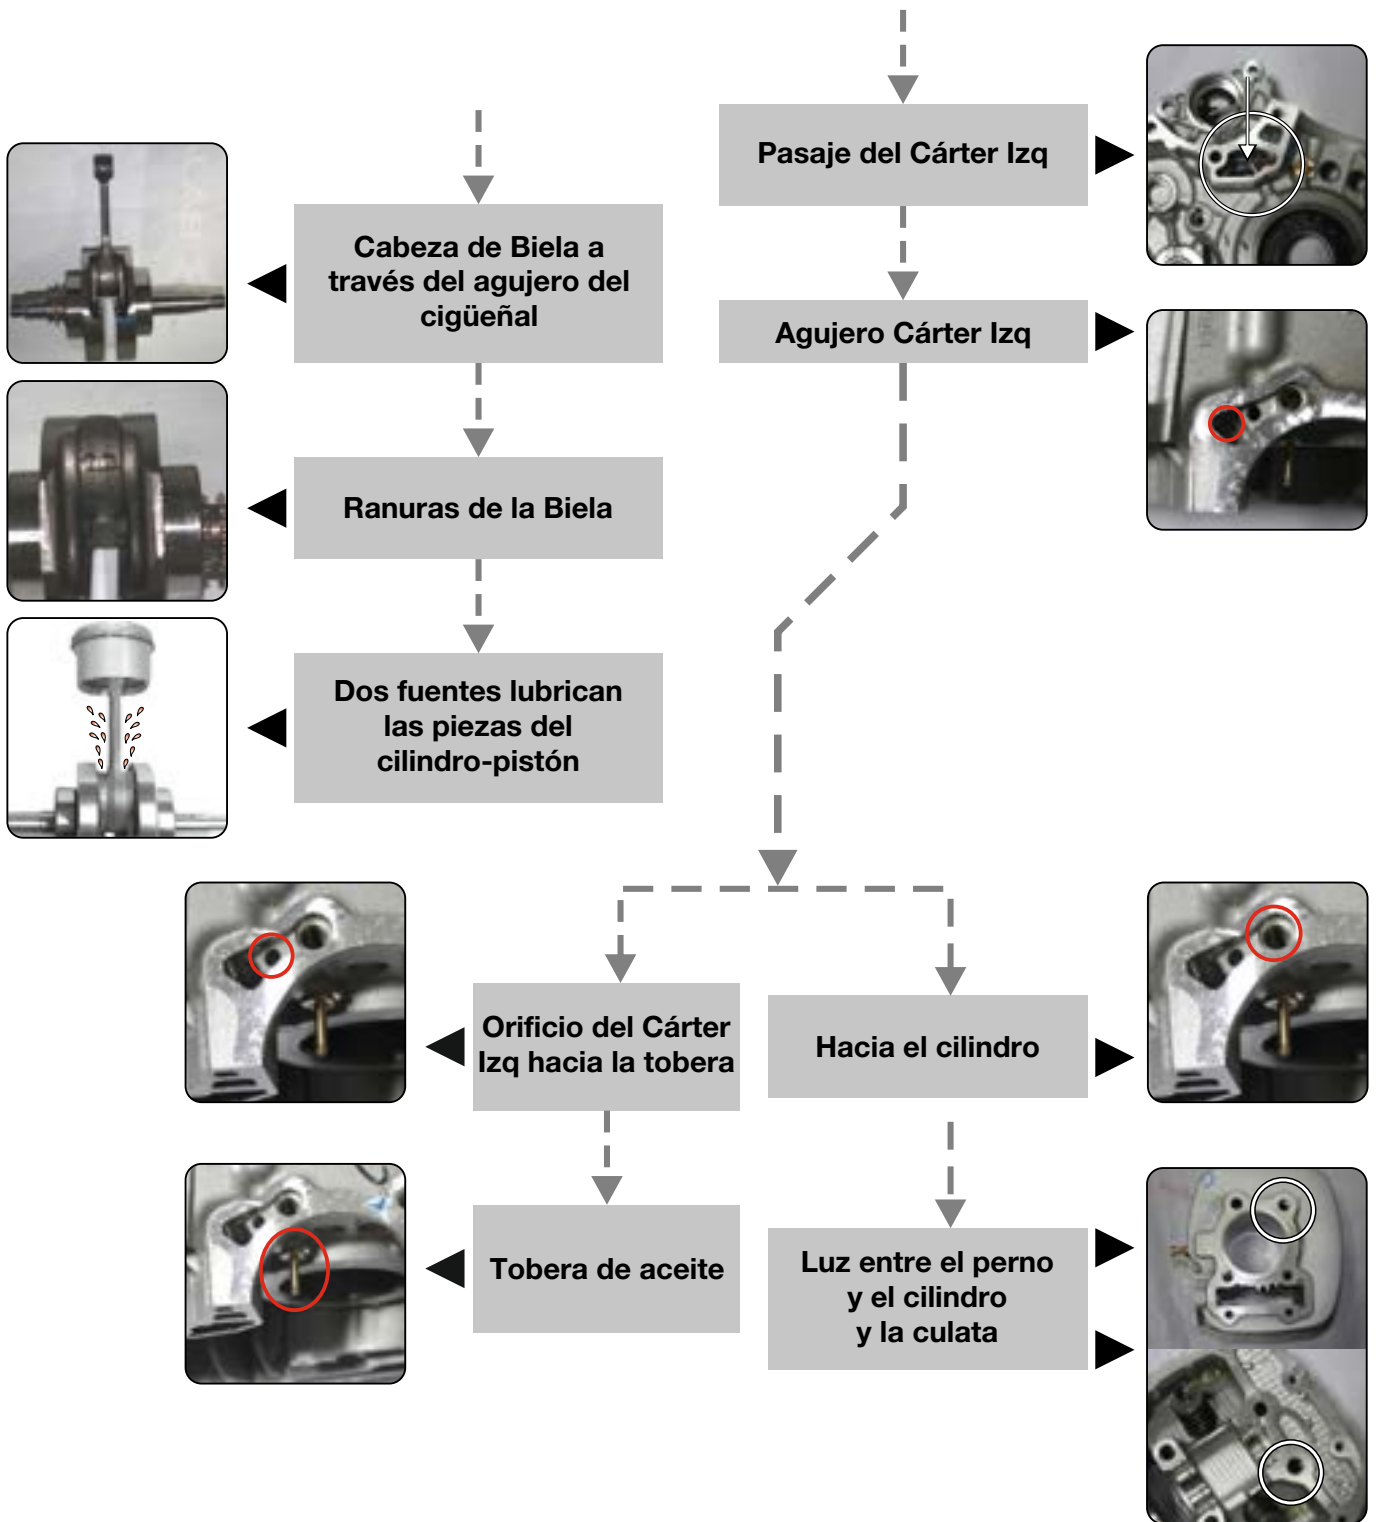 Pasaje del Cárter Izq
Cabeza de Biela a
través del agujero del
cigüeñal
Agujero Cárter Izq
Ranuras de la Biela
Dos fuentes lubrican
las piezas del
cilindro-pistón
Orificio del Cárter
Izq hacia la tobera
Hacia el cilindro
Tobera de aceite
Luz entre el perno
y el cilindro
y la culata